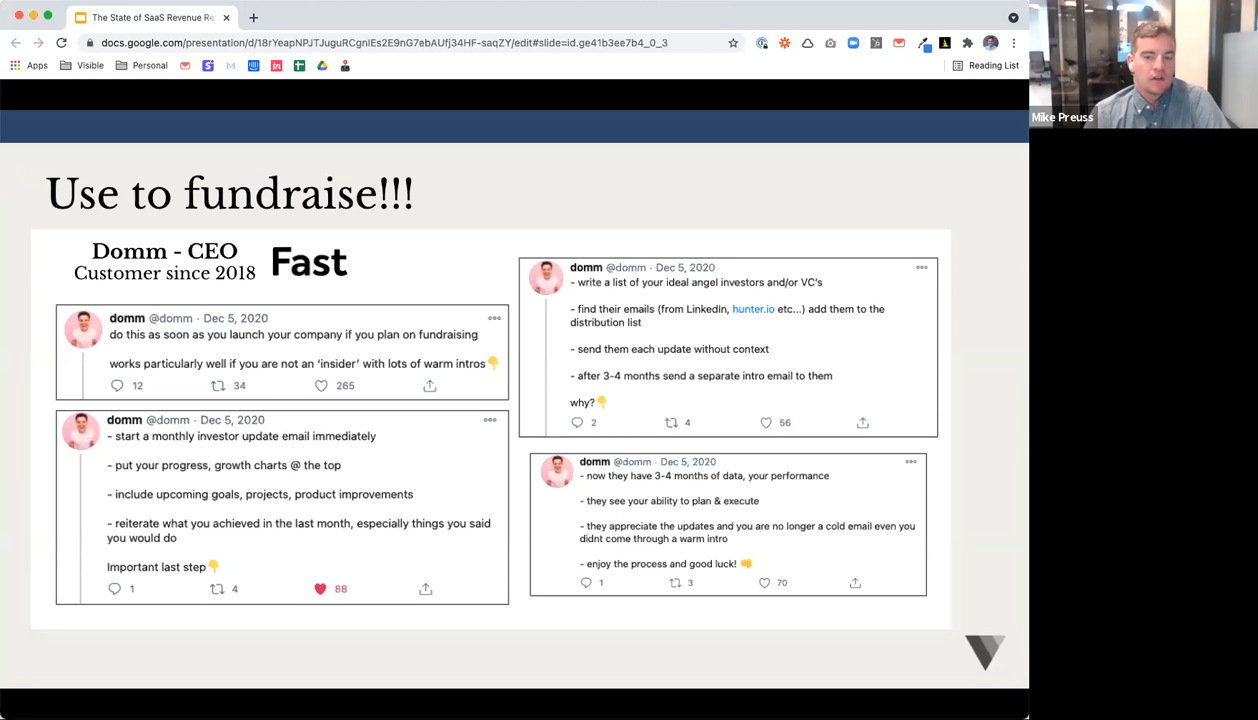 The State of SaaS Revenue Re
docs.google.com/presentation/d/18rYeapNPJTJuguRCgnIEs2E9nG7ebAUfj34HF-saqZY/edit#slide=id.ge41b3ee7b4_0_3
Apps
Visible
Personal
Reading List
Mike Preuss
Use to fundraise!!!
Domm - CEO
Customer since 2018
Fast
domm @domm · Dec 5, 2020
do this as soon as you launch your company if you plan on fundraising
works particularly well if you are not an ‘insider’ with lots of warm intros👇
12 34 265
domm @domm · Dec 5, 2020
- start a monthly investor update email immediately
- put your progress, growth charts @ the top
- include upcoming goals, projects, product improvements
- reiterate what you achieved in the last month, especially things you said
you would do
Important last step👇
1 4 88
domm @domm · Dec 5, 2020
- write a list of your ideal angel investors and/or VC's
- find their emails (from LinkedIn, hunter.io etc...) add them to the
distribution list
- send them each update without context
- after 3-4 months send a separate intro email to them
why?👇
2 4 56
domm @domm · Dec 5, 2020
- now they have 3-4 months of data, your performance
- they see your ability to plan & execute
- they appreciate the updates and you are no longer a cold email even you
didnt come through a warm intro
- enjoy the process and good luck! 👊
1 3 70